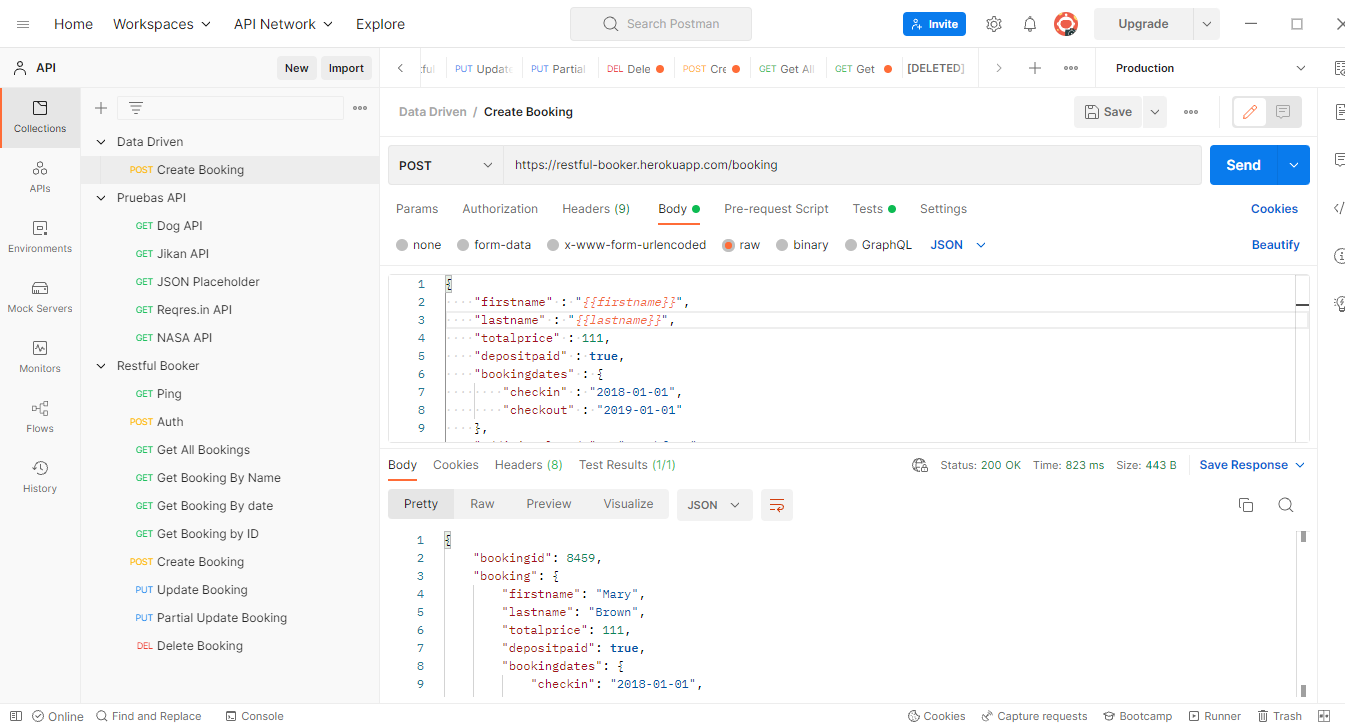 Home Workspaces API Network Explore Search Postman Invite Upgrade
API New Import
PUT Update PUT Partial DEL Dele POST Cre GET Get All GET Get [DELETED] Production
Collections
APIs
Environments
Mock Servers
Monitors
Flows
History
Data Driven
POST Create Booking
Pruebas API
GET Dog API
GET Jikan API
GET JSON Placeholder
GET Reqres.in API
GET NASA API
Restful Booker
GET Ping
POST Auth
GET Get All Bookings
GET Get Booking By Name
GET Get Booking By date
GET Get Booking by ID
POST Create Booking
PUT Update Booking
PUT Partial Update Booking
DEL Delete Booking
Data Driven / Create Booking Save
POST https://restful-booker.herokuapp.com/booking Send
Params Authorization Headers (9) Body Pre-request Script Tests Settings Cookies
none form-data x-www-form-urlencoded raw binary GraphQL JSON Beautify
1 {
2 "firstname" : "{{firstname}}",
3 "lastname" : "{{lastname}}",
4 "totalprice" : 111,
5 "depositpaid" : true,
6 "bookingdates" : {
7 "checkin" : "2018-01-01",
8 "checkout" : "2019-01-01"
9 },
Body Cookies Headers (8) Test Results (1/1) Status: 200 OK Time: 823 ms Size: 443 B Save Response
Pretty Raw Preview Visualize JSON
1 {
2 "bookingid": 8459,
3 "booking": {
4 "firstname": "Mary",
5 "lastname": "Brown",
6 "totalprice": 111,
7 "depositpaid": true,
8 "bookingdates": {
9 "checkin": "2018-01-01",
Online Find and Replace Console Cookies Capture requests Bootcamp Runner Trash